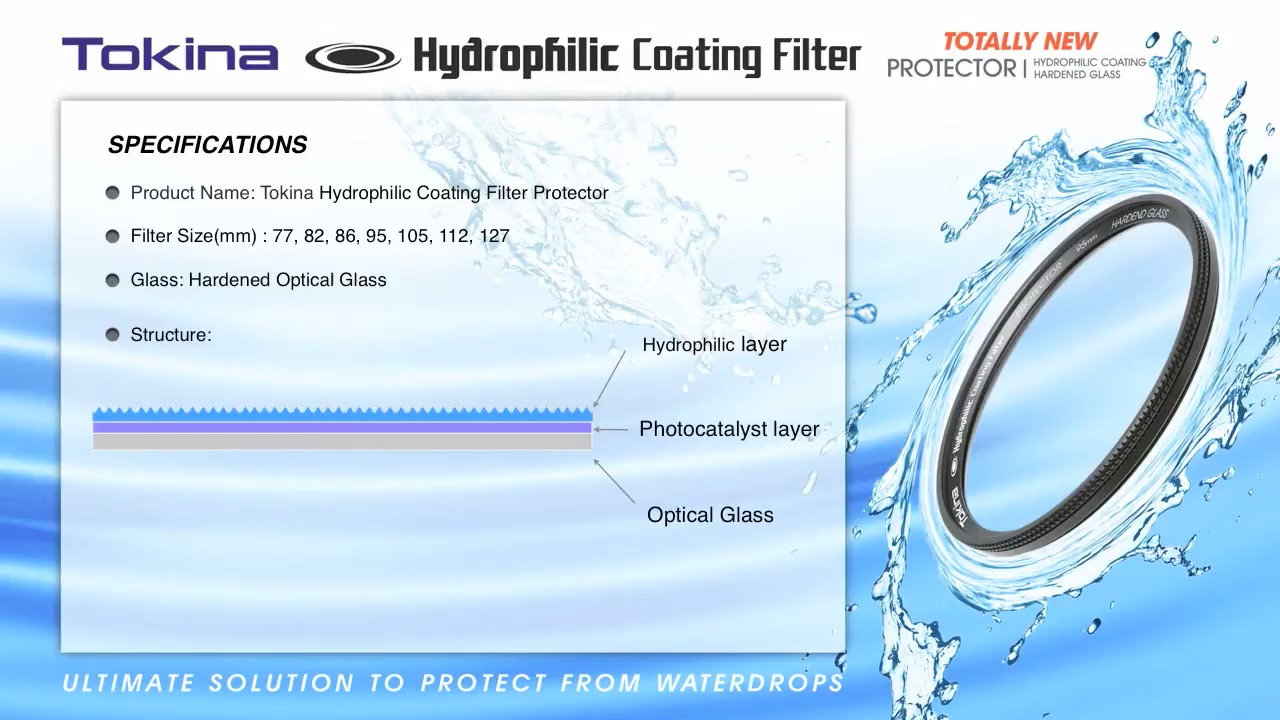 Tokina Hydrophilic Coating Filter
TOTALLY NEW
PROTECTOR | HYDROPHILIC COATING
HARDENED GLASS
SPECIFICATIONS
Product Name: Tokina Hydrophilic Coating Filter Protector
Filter Size(mm) : 77, 82, 86, 95, 105, 112, 127
Glass: Hardened Optical Glass
Structure:
Hydrophilic layer
Photocatalyst layer
Optical Glass
Tokina Hydrophilic Coating Filter PROTECTOR 95mm HARDEND GLASS
ULTIMATE SOLUTION TO PROTECT FROM WATERDROPS